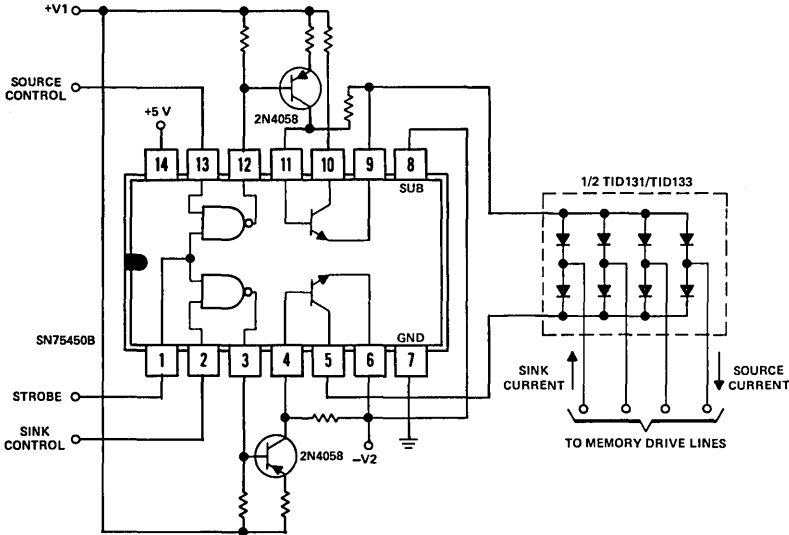 +V1
SOURCE
CONTROL
+5 V
2N4058
14 13 12 11 10 9 8
SUB
1/2 TID131/TID133
SN75450B
GND
1 2 3 4 5 6 7
STROBE
SINK
CONTROL
2N4058
–V2
SINK
CURRENT
SOURCE
CURRENT
TO MEMORY DRIVE LINES